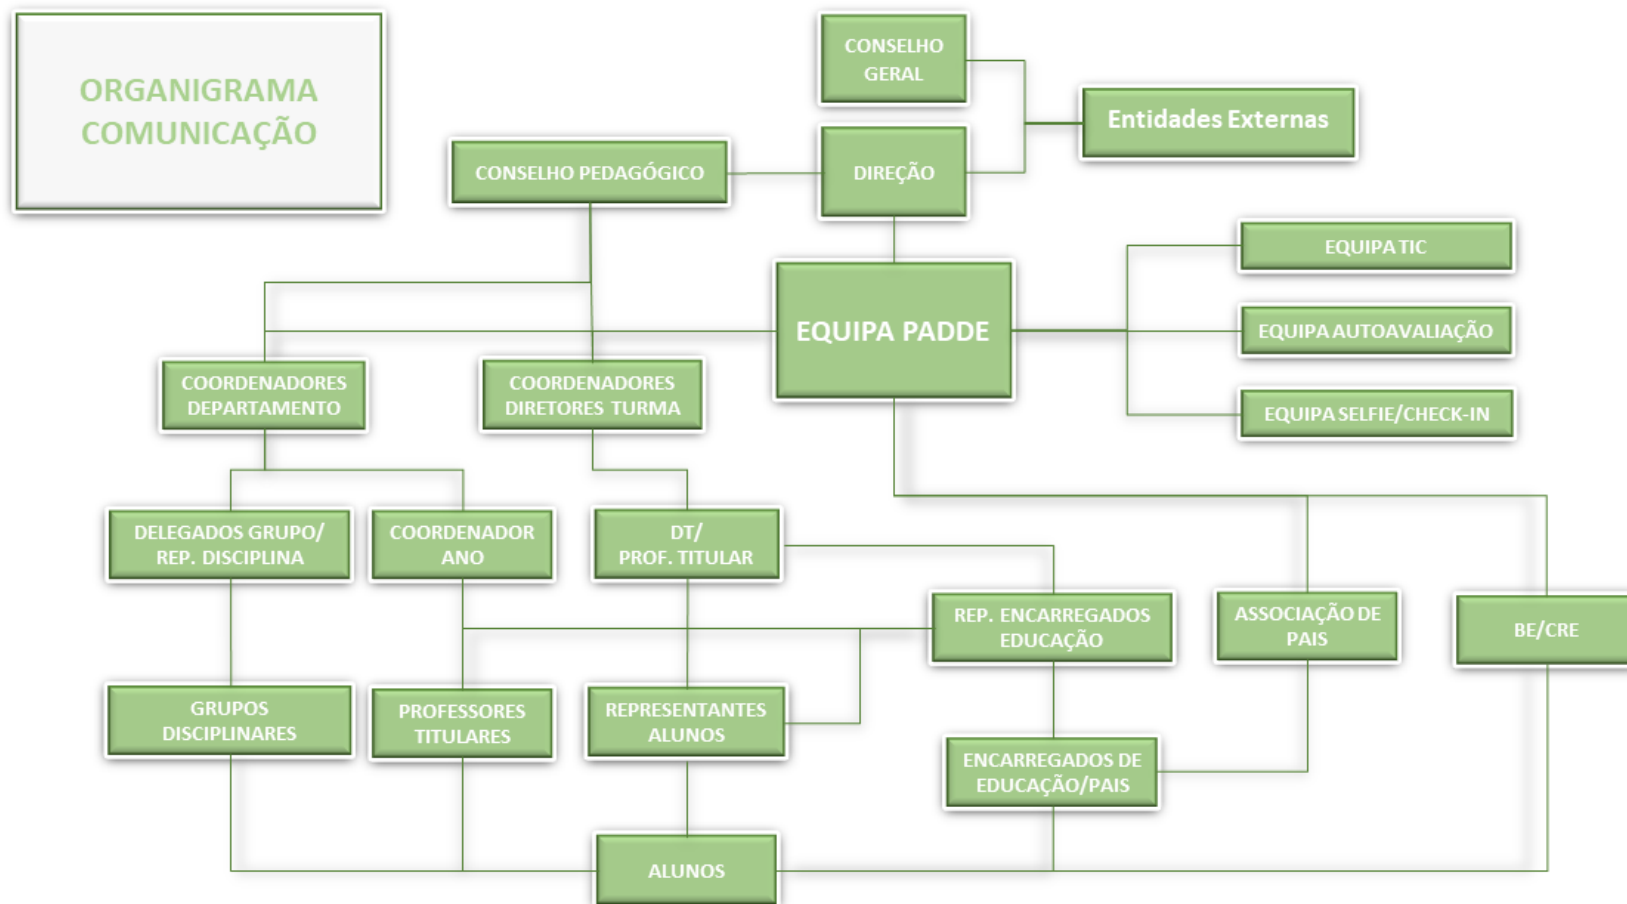 ORGANIGRAMA
COMUNICAÇÃO
CONSELHO
GERAL
Entidades Externas
CONSELHO PEDAGÓGICO
DIREÇÃO
EQUIPA TIC
EQUIPA PADDE
EQUIPA AUTOAVALIAÇÃO
COORDENADORES
DEPARTAMENTO
COORDENADORES
DIRETORES TURMA
EQUIPA SELFIE/CHECK-IN
DELEGADOS GRUPO/
REP. DISCIPLINA
COORDENADOR
ANO
DT/
PROF. TITULAR
REP. ENCARREGADOS
EDUCAÇÃO
ASSOCIAÇÃO DE
PAIS
BE/CRE
GRUPOS
DISCIPLINARES
PROFESSORES
TITULARES
REPRESENTANTES
ALUNOS
ENCARREGADOS DE
EDUCAÇÃO/PAIS
ALUNOS